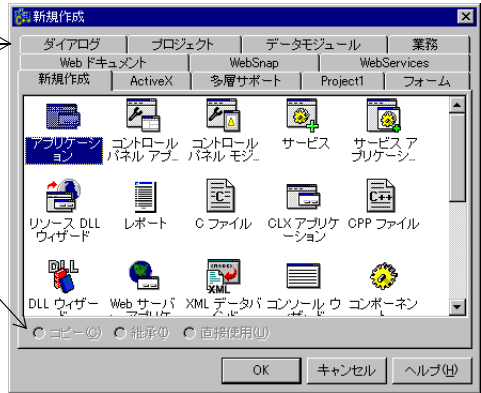 新規作成
ダイアログ プロジェクト データモジュール 業務
Web ドキュメント WebSnap WebServices
新規作成 ActiveX 多層サポート Project1 フォーム
アプリケーシ コントロール コントロール サービス サービス ア
ョン パネル アプ... パネル モジ... プリケーシ...
リソース DLL レポート C ファイル CLX アプリケ CPP ファイル
ウィザード ーション
-C-
C++
DLL
XML
DLL ウィザー Web サーバ XML データバ コンソール ウ コンポーネン
コピー(C) 継承(I) 直接使用(U)
OK キャンセル ヘルプ(H)